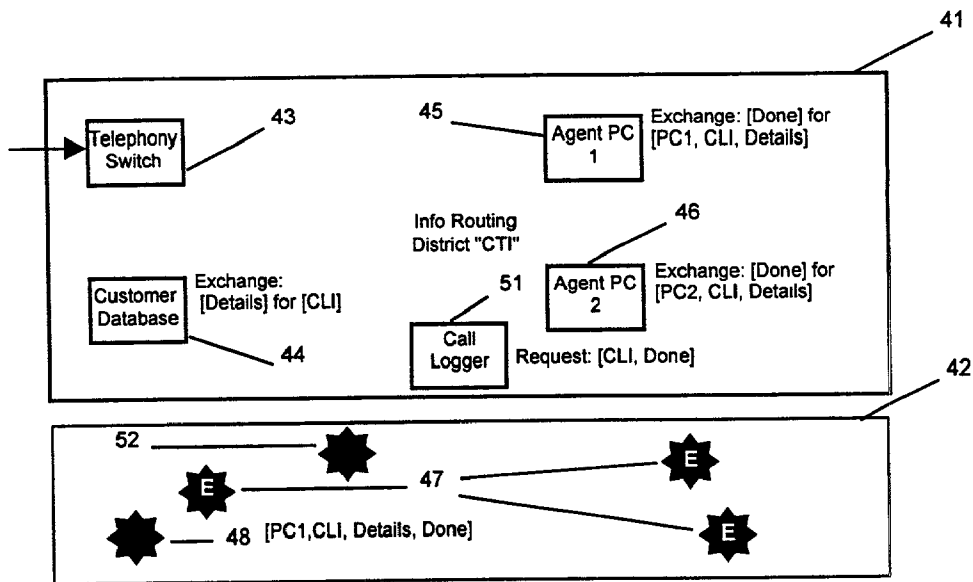 41
Telephony
Switch
43
45
Agent PC
1
Exchange: [Done] for
[PC1, CLI, Details]
Info Routing
District "CTI"
46
Customer
Database
Exchange:
[Details] for [CLI]
44
51
Agent PC
2
Exchange: [Done] for
[PC2, CLI, Details]
Call
Logger
Request: [CLI, Done]
42
52
E
47
E
48
[PC1,CLI, Details, Done]
E